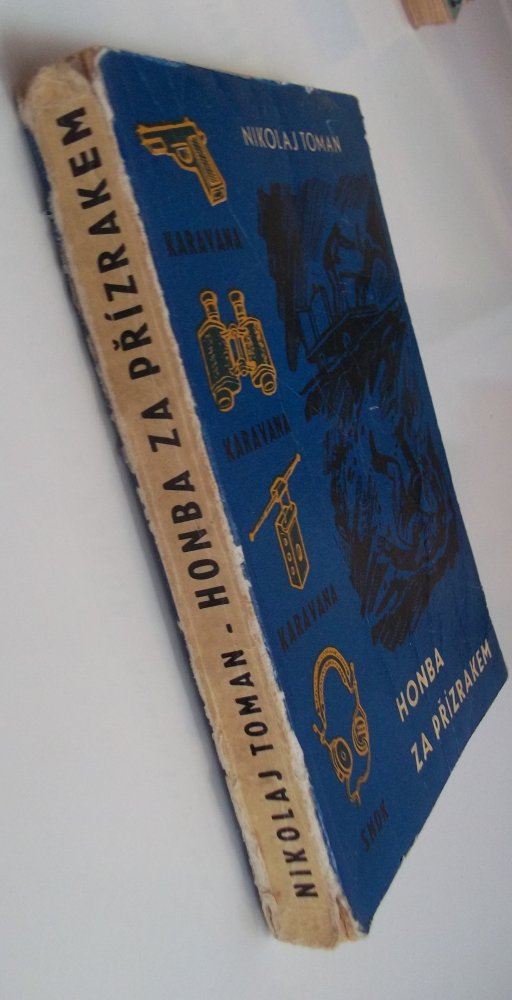 NIKOLAJ TOMAN - HONBA ZA PŘÍZRAKEM
NIKOLAJ TOMAN
KARAVANA
KARAVANA
KARAVANA
SNDK
HONBA
ZA PŘÍZRAKEM